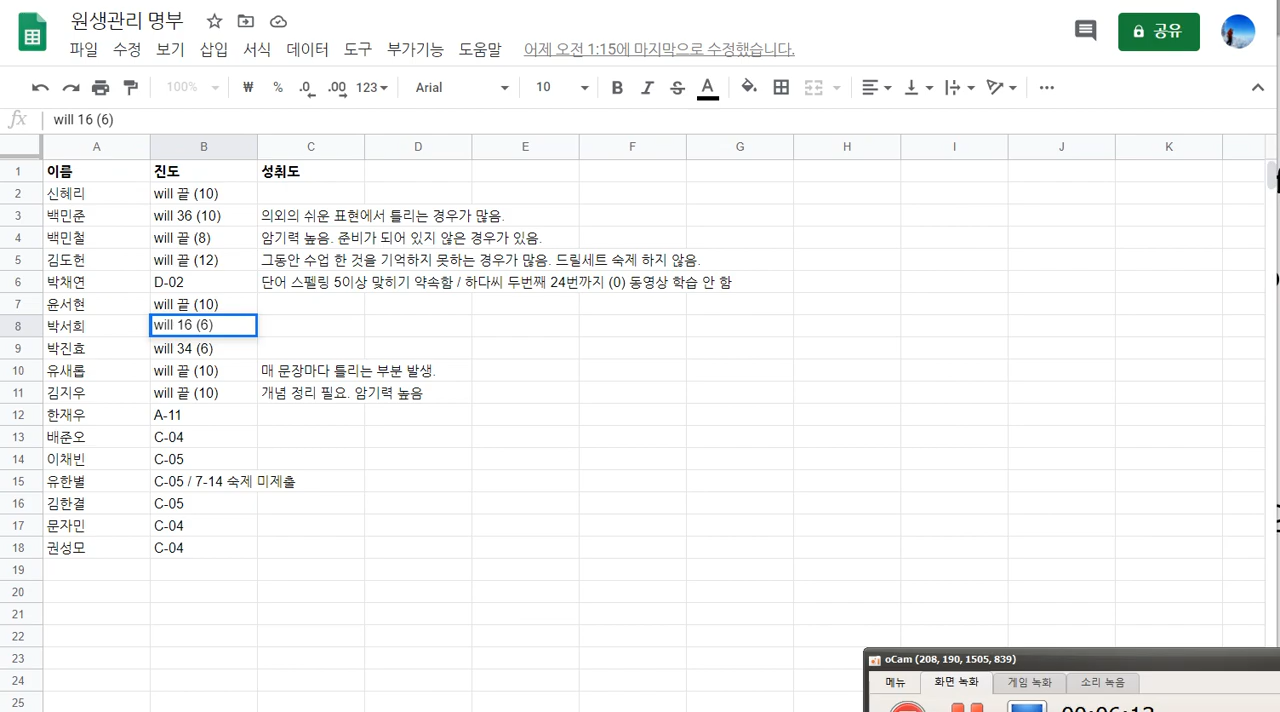 원생관리 명부
파일 수정 보기 삽입 서식 데이터 도구 부가기능 도움말 어제 오전 1:15에 마지막으로 수정했습니다.
공유
100% ₩ % .0 .00 123 Arial 10 B I S A
fx will 16 (6)
A B C D E F G H I J K
1 이름 진도 성취도
2 신혜리 will 끝 (10)
3 백민준 will 36 (10) 의외의 쉬운 표현에서 틀리는 경우가 많음.
4 백민철 will 끝 (8) 암기력 높음. 준비가 되어 있지 않은 경우가 있음.
5 김도헌 will 끝 (12) 그동안 수업 한 것을 기억하지 못하는 경우가 많음. 드릴세트 숙제 하지 않음.
6 박채연 D-02 단어 스펠링 5이상 맞히기 약속함 / 하다씨 두번째 24번까지 (0) 동영상 학습 안 함
7 윤서현 will 끝 (10)
8 박서희 will 16 (6)
9 박진효 will 34 (6)
10 유새롭 will 끝 (10) 매 문장마다 틀리는 부분 발생.
11 김지우 will 끝 (10) 개념 정리 필요. 암기력 높음
12 한재우 A-11
13 배준오 C-04
14 이채빈 C-05
15 유한별 C-05 / 7-14 숙제 미제출
16 김한결 C-05
17 문자민 C-04
18 권성모 C-04
19
20
21
22
23
24
25
oCam (208, 190, 1505, 839)
메뉴 화면 녹화 게임 녹화 소리 녹음
00:06:12